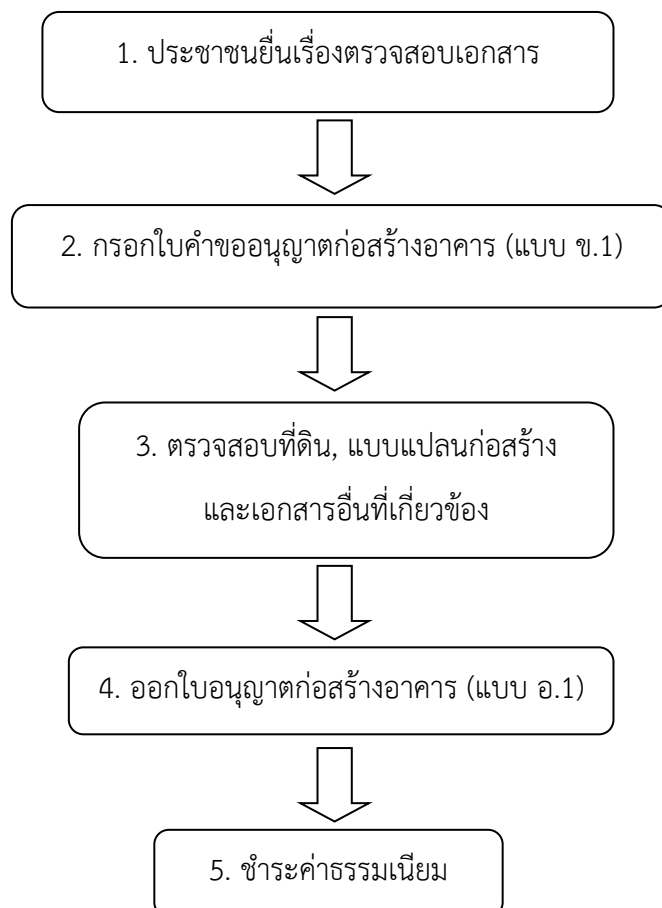 1. ประชาชนยื่นเรื่องตรวจสอบเอกสาร
2. กรอกใบคำขออนุญาตก่อสร้างอาคาร (แบบ ข.1)
3. ตรวจสอบที่ดิน, แบบแปลนก่อสร้าง
และเอกสารอื่นที่เกี่ยวข้อง
4. ออกใบอนุญาตก่อสร้างอาคาร (แบบ อ.1)
5. ชำระค่าธรรมเนียม